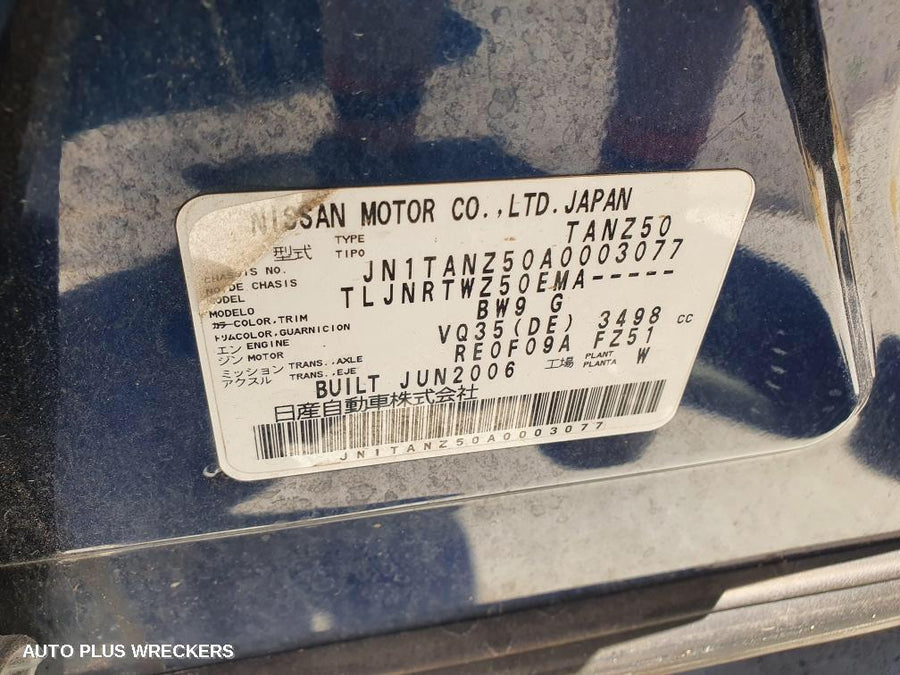 NISSAN MOTOR CO.,LTD.JAPAN
型式 TYPE TIPO TANZ50
CHASSIS NO. NO DE CHASIS JN1TANZ50A0003077
MODEL MODELO TLJNRTWZ50EMA-----
カラー COLOR,TRIM BW9 G
トリム COLOR,GUARNICION
エンジン ENGINE MOTOR VQ35(DE) 3498 CC
ミッション TRANS.,AXLE RE0F09A FZ51
アクスル TRANS.,EJE 工場 PLANT PLANTA W
BUILT JUN2006
日産自動車株式会社
JN1TANZ50A0003077
AUTO PLUS WRECKERS